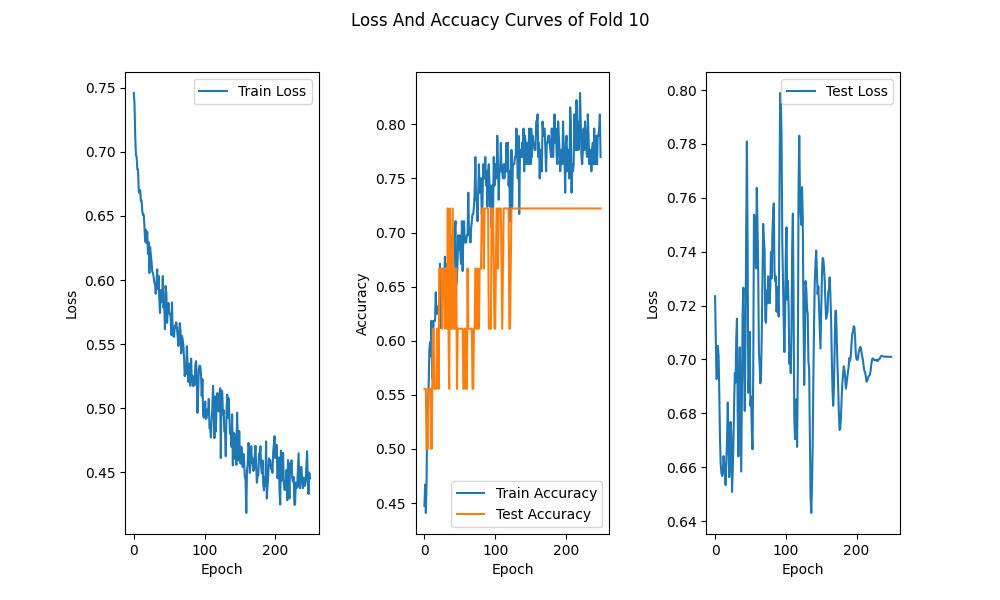 Loss And Accuacy Curves of Fold 10
Train Loss
0.75
0.70
0.65
0.60
0.55
0.50
0.45
Loss
0 100 200
Epoch
0.80
0.75
0.70
0.65
0.60
0.55
0.50
0.45
Accuracy
Train Accuracy
Test Accuracy
0 100 200
Epoch
Test Loss
0.80
0.78
0.76
0.74
0.72
0.70
0.68
0.66
0.64
Loss
0 100 200
Epoch